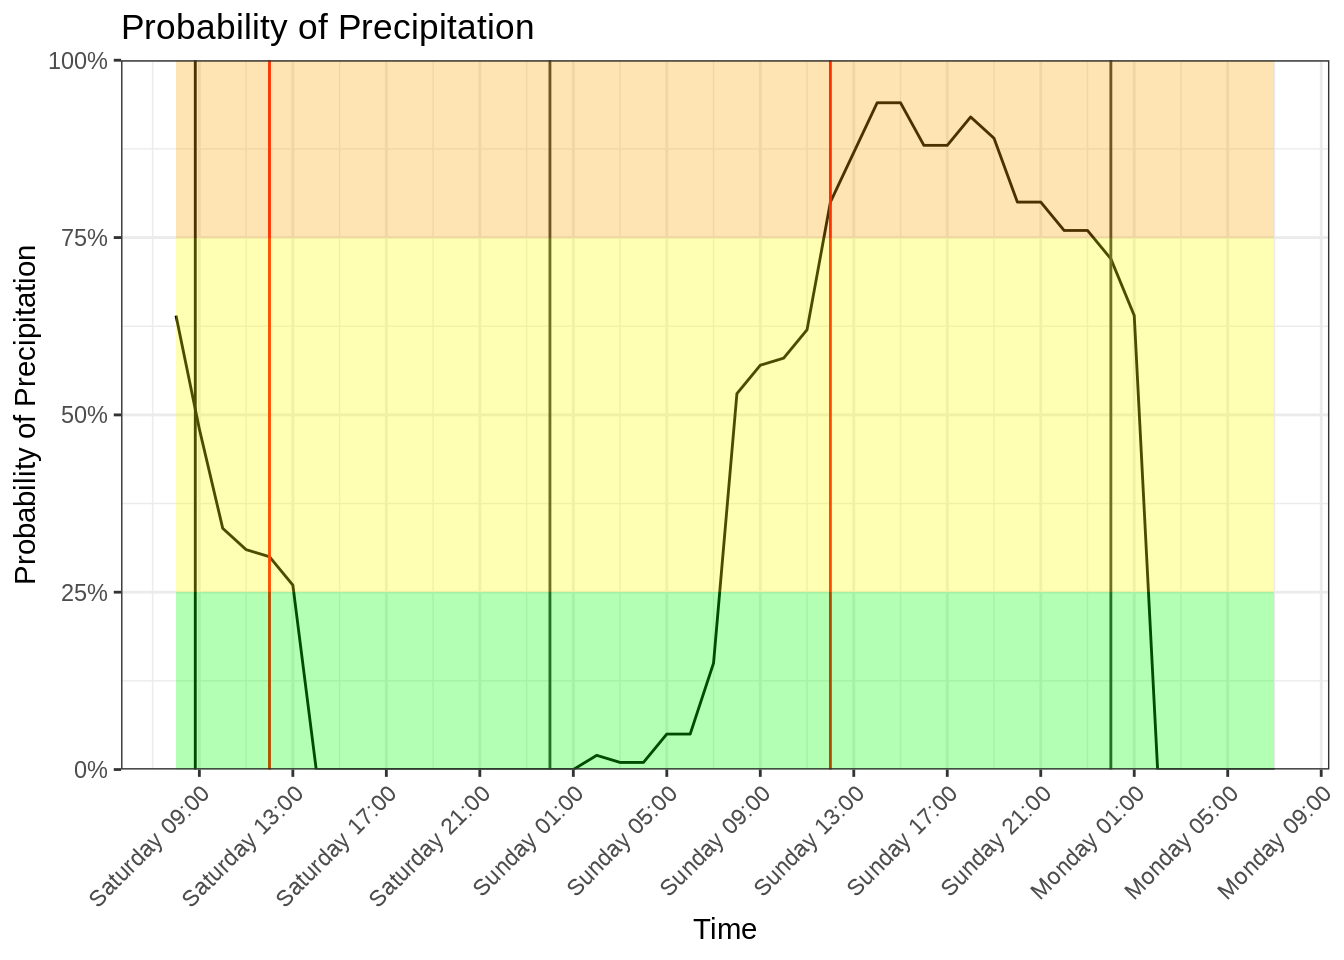 Probability of Precipitation
100%
75%
50%
25%
0%
Probability of Precipitation
Saturday 09:00
Saturday 13:00
Saturday 17:00
Saturday 21:00
Sunday 01:00
Sunday 05:00
Sunday 09:00
Sunday 13:00
Sunday 17:00
Sunday 21:00
Monday 01:00
Monday 05:00
Monday 09:00
Time